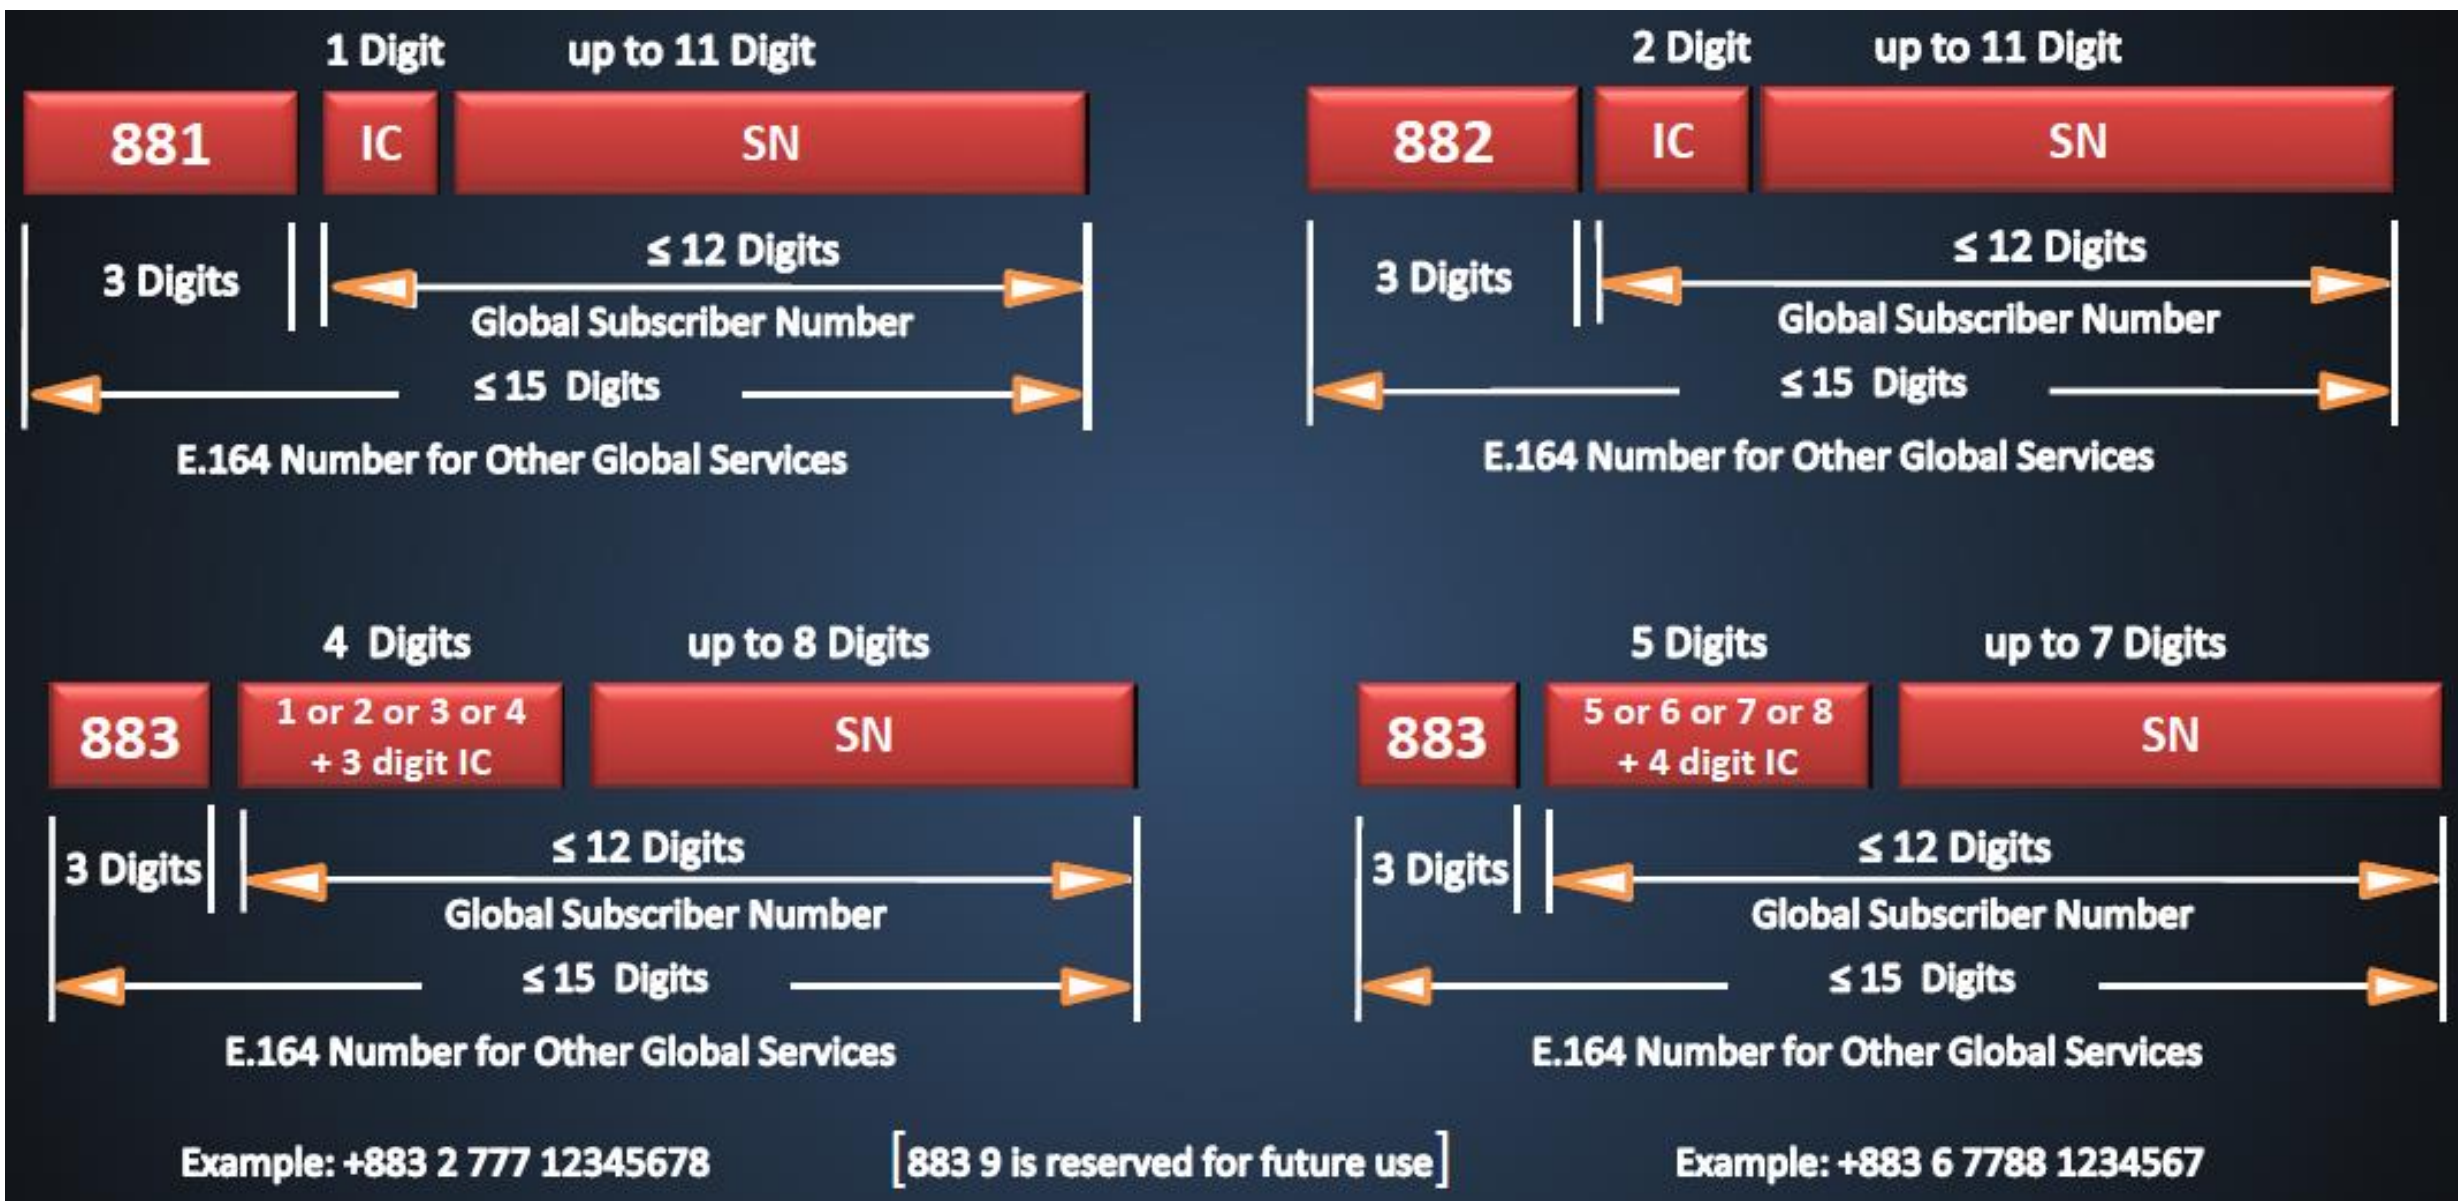 1 Digit up to 11 Digit
881 IC SN
≤ 12 Digits
3 Digits
Global Subscriber Number
≤ 15 Digits
E.164 Number for Other Global Services
2 Digit up to 11 Digit
882 IC SN
≤ 12 Digits
3 Digits
Global Subscriber Number
≤ 15 Digits
E.164 Number for Other Global Services
4 Digits up to 8 Digits
883 1 or 2 or 3 or 4 SN
+ 3 digit IC
≤ 12 Digits
3 Digits
Global Subscriber Number
≤ 15 Digits
E.164 Number for Other Global Services
5 Digits up to 7 Digits
883 5 or 6 or 7 or 8 SN
+ 4 digit IC
≤ 12 Digits
3 Digits
Global Subscriber Number
≤ 15 Digits
E.164 Number for Other Global Services
Example: +883 2 777 12345678
[883 9 is reserved for future use]
Example: +883 6 7788 1234567